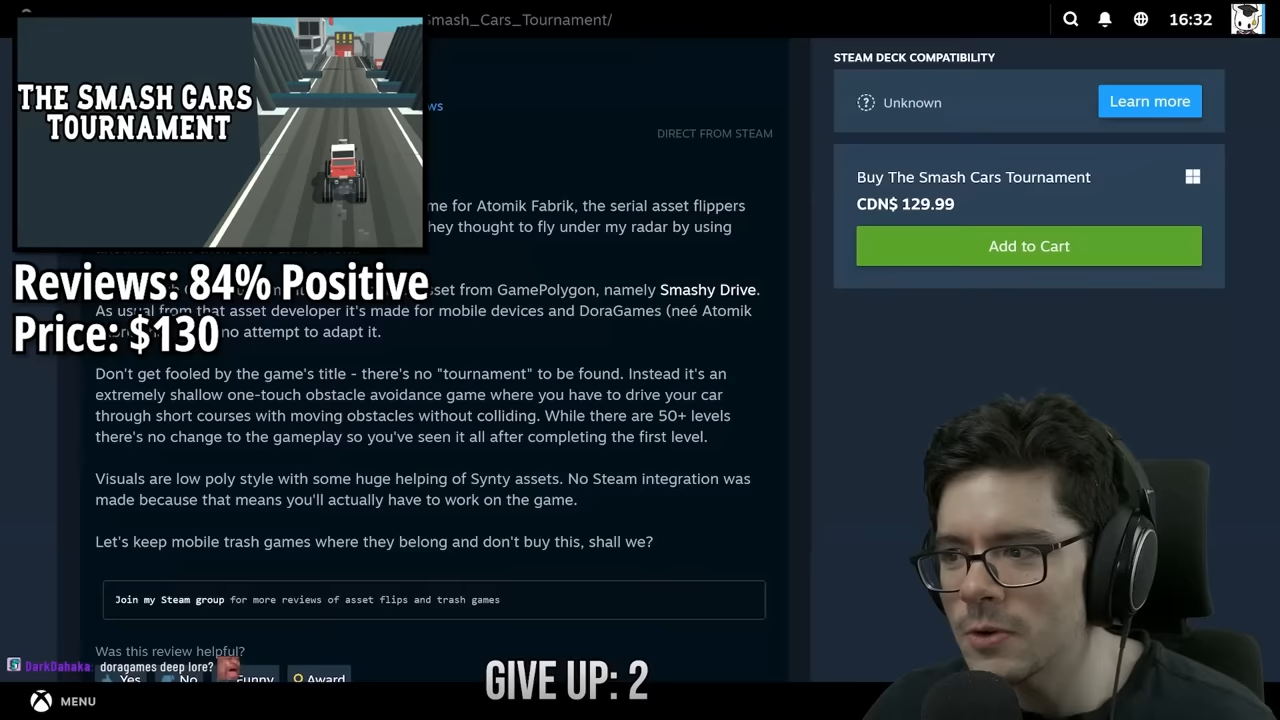 Smash_Cars_Tournament/
16:32
THE SMASH CARS
TOURNAMENT
ws
DIRECT FROM STEAM
STEAM DECK COMPATIBILITY
Unknown
Learn more
Buy The Smash Cars Tournament
CDN$ 129.99
Add to Cart
me for Atomik Fabrik, the serial asset flippers
hey thought to fly under my radar by using
Reviews: 84% Positive
Price: $130
sset from GamePolygon, namely Smashy Drive.
As usual from that asset developer it's made for mobile devices and DoraGames (neé Atomik
no attempt to adapt it.
Don't get fooled by the game's title - there's no "tournament" to be found. Instead it's an
extremely shallow one-touch obstacle avoidance game where you have to drive your car
through short courses with moving obstacles without colliding. While there are 50+ levels
there's no change to the gameplay so you've seen it all after completing the first level.
Visuals are low poly style with some huge helping of Synty assets. No Steam integration was
made because that means you'll actually have to work on the game.
Let's keep mobile trash games where they belong and don't buy this, shall we?
Join my Steam group for more reviews of asset flips and trash games
Was this review helpful?
DarkDahaka: doragames deep lore?
Yes No Funny Award
GIVE UP: 2
MENU